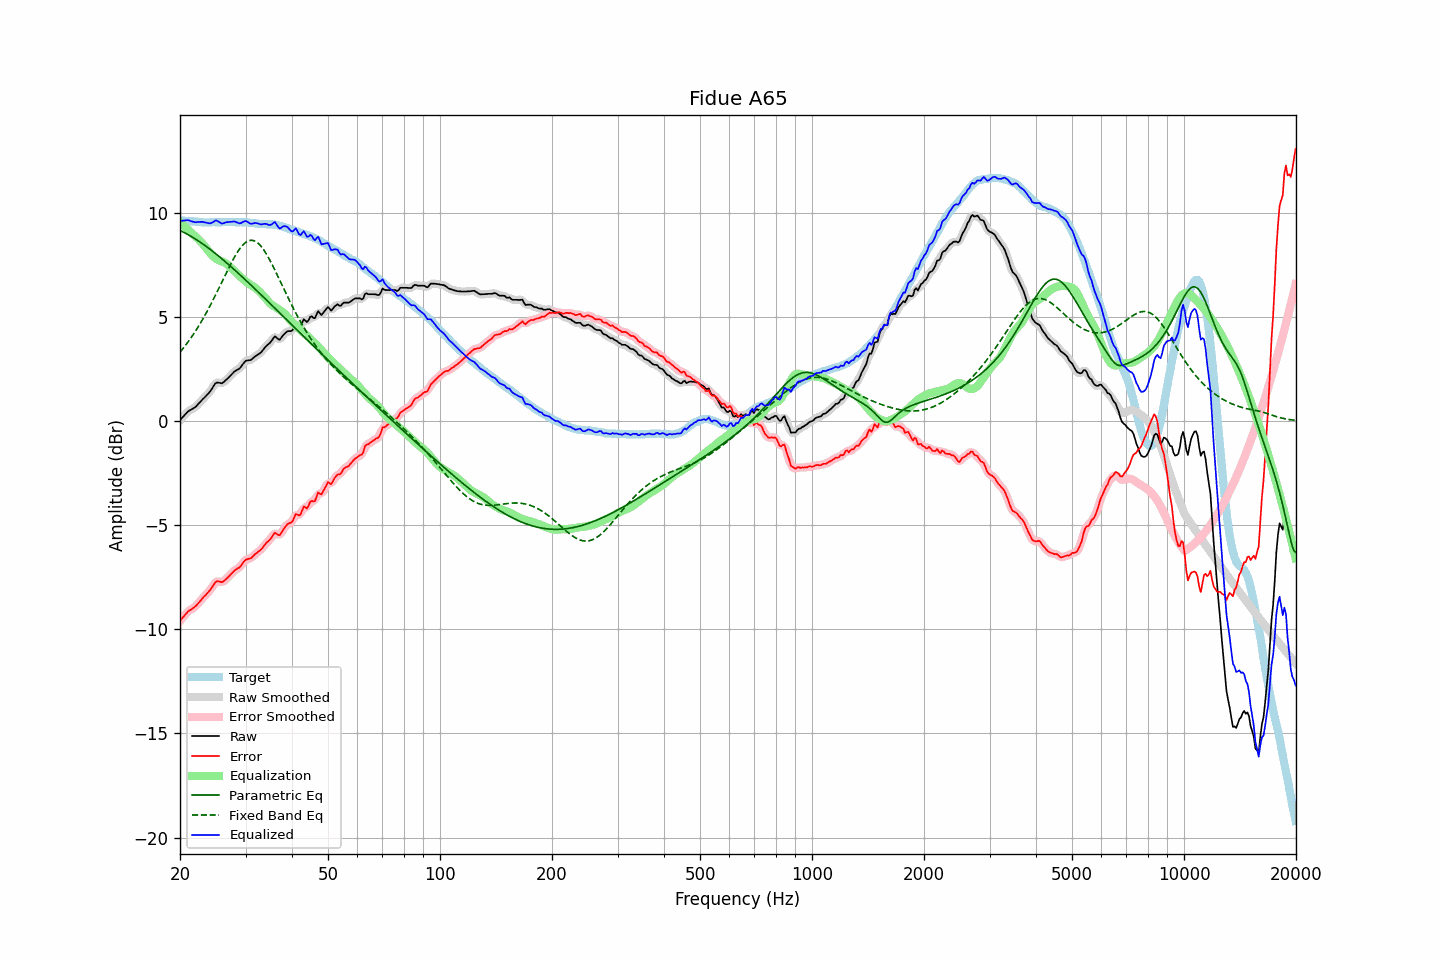 Fidue A65
Amplitude (dBr)
10
5
0
−5
−10
−15
−20
Target
Raw Smoothed
Error Smoothed
Raw
Error
Equalization
Parametric Eq
Fixed Band Eq
Equalized
20 50 100 200 500 1000 2000 5000 10000 20000
Frequency (Hz)